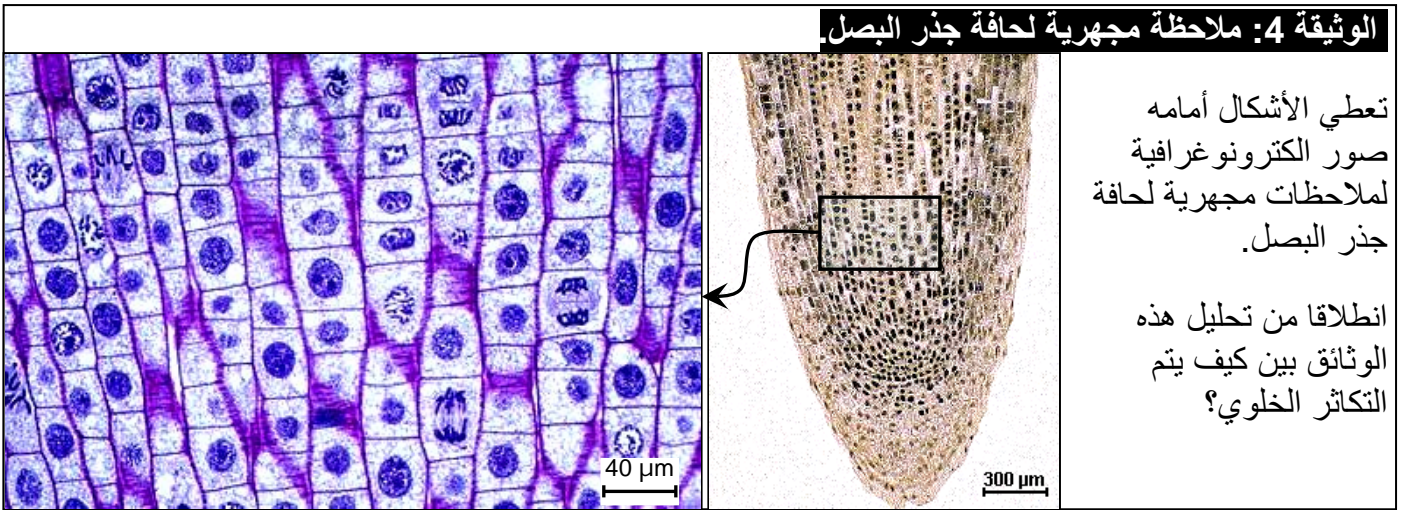 الوثيقة 4: ملاحظة مجهرية لحافة جذر البصل.
تعطي الأشكال أمامه
صور الكترونوغرافية
لملاحظات مجهرية لحافة
جذر البصل.
انطلاقا من تحليل هذه
الوثائق بين كيف يتم
التكاثر الخلوي؟
300 µm
40 µm